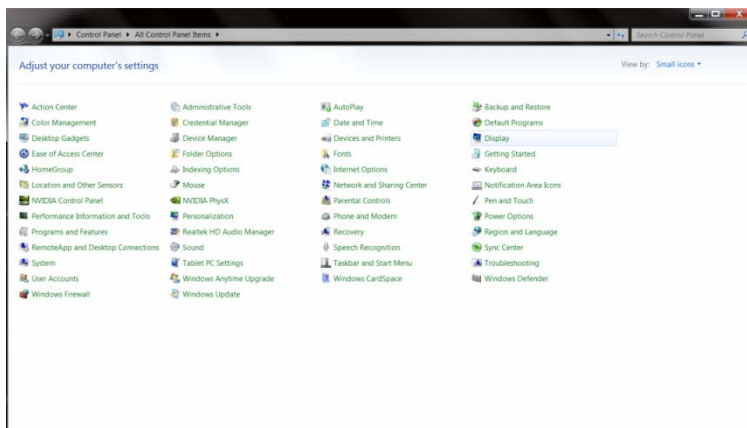 Control Panel ▸ All Control Panel Items ▸
Search Control Panel
Adjust your computer's settings
View by: Small icons
Action Center
Administrative Tools
AutoPlay
Backup and Restore
Color Management
Credential Manager
Date and Time
Default Programs
Desktop Gadgets
Device Manager
Devices and Printers
Display
Ease of Access Center
Folder Options
Fonts
Getting Started
HomeGroup
Indexing Options
Internet Options
Keyboard
Location and Other Sensors
Mouse
Network and Sharing Center
Notification Area Icons
NVIDIA Control Panel
NVIDIA PhysX
Parental Controls
Pen and Touch
Performance Information and Tools
Personalization
Phone and Modem
Power Options
Programs and Features
Realtek HD Audio Manager
Recovery
Region and Language
RemoteApp and Desktop Connections
Sound
Speech Recognition
Sync Center
System
Tablet PC Settings
Taskbar and Start Menu
Troubleshooting
User Accounts
Windows Anytime Upgrade
Windows CardSpace
Windows Defender
Windows Firewall
Windows Update